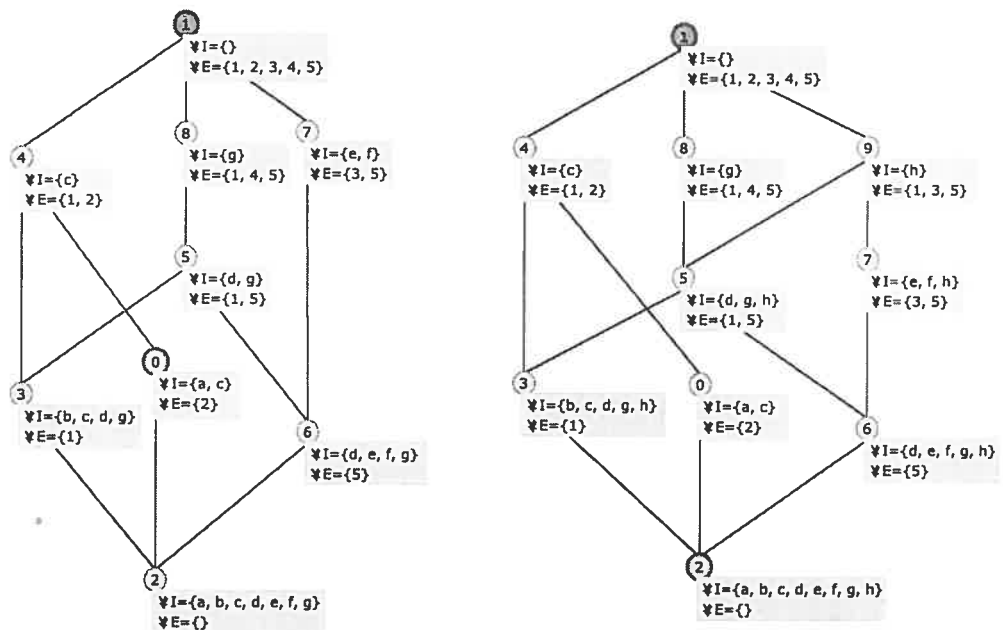 1
¥I={}
¥E={1, 2, 3, 4, 5}
4
¥I={c}
¥E={1, 2}
8
¥I={g}
¥E={1, 4, 5}
7
¥I={e, f}
¥E={3, 5}
5
¥I={d, g}
¥E={1, 5}
3
¥I={b, c, d, g}
¥E={1}
0
¥I={a, c}
¥E={2}
6
¥I={d, e, f, g}
¥E={5}
2
¥I={a, b, c, d, e, f, g}
¥E={}
1
¥I={}
¥E={1, 2, 3, 4, 5}
4
¥I={c}
¥E={1, 2}
8
¥I={g}
¥E={1, 4, 5}
9
¥I={h}
¥E={1, 3, 5}
5
¥I={d, g, h}
¥E={1, 5}
7
¥I={e, f, h}
¥E={3, 5}
3
¥I={b, c, d, g, h}
¥E={1}
0
¥I={a, c}
¥E={2}
6
¥I={d, e, f, g, h}
¥E={5}
2
¥I={a, b, c, d, e, f, g, h}
¥E={}